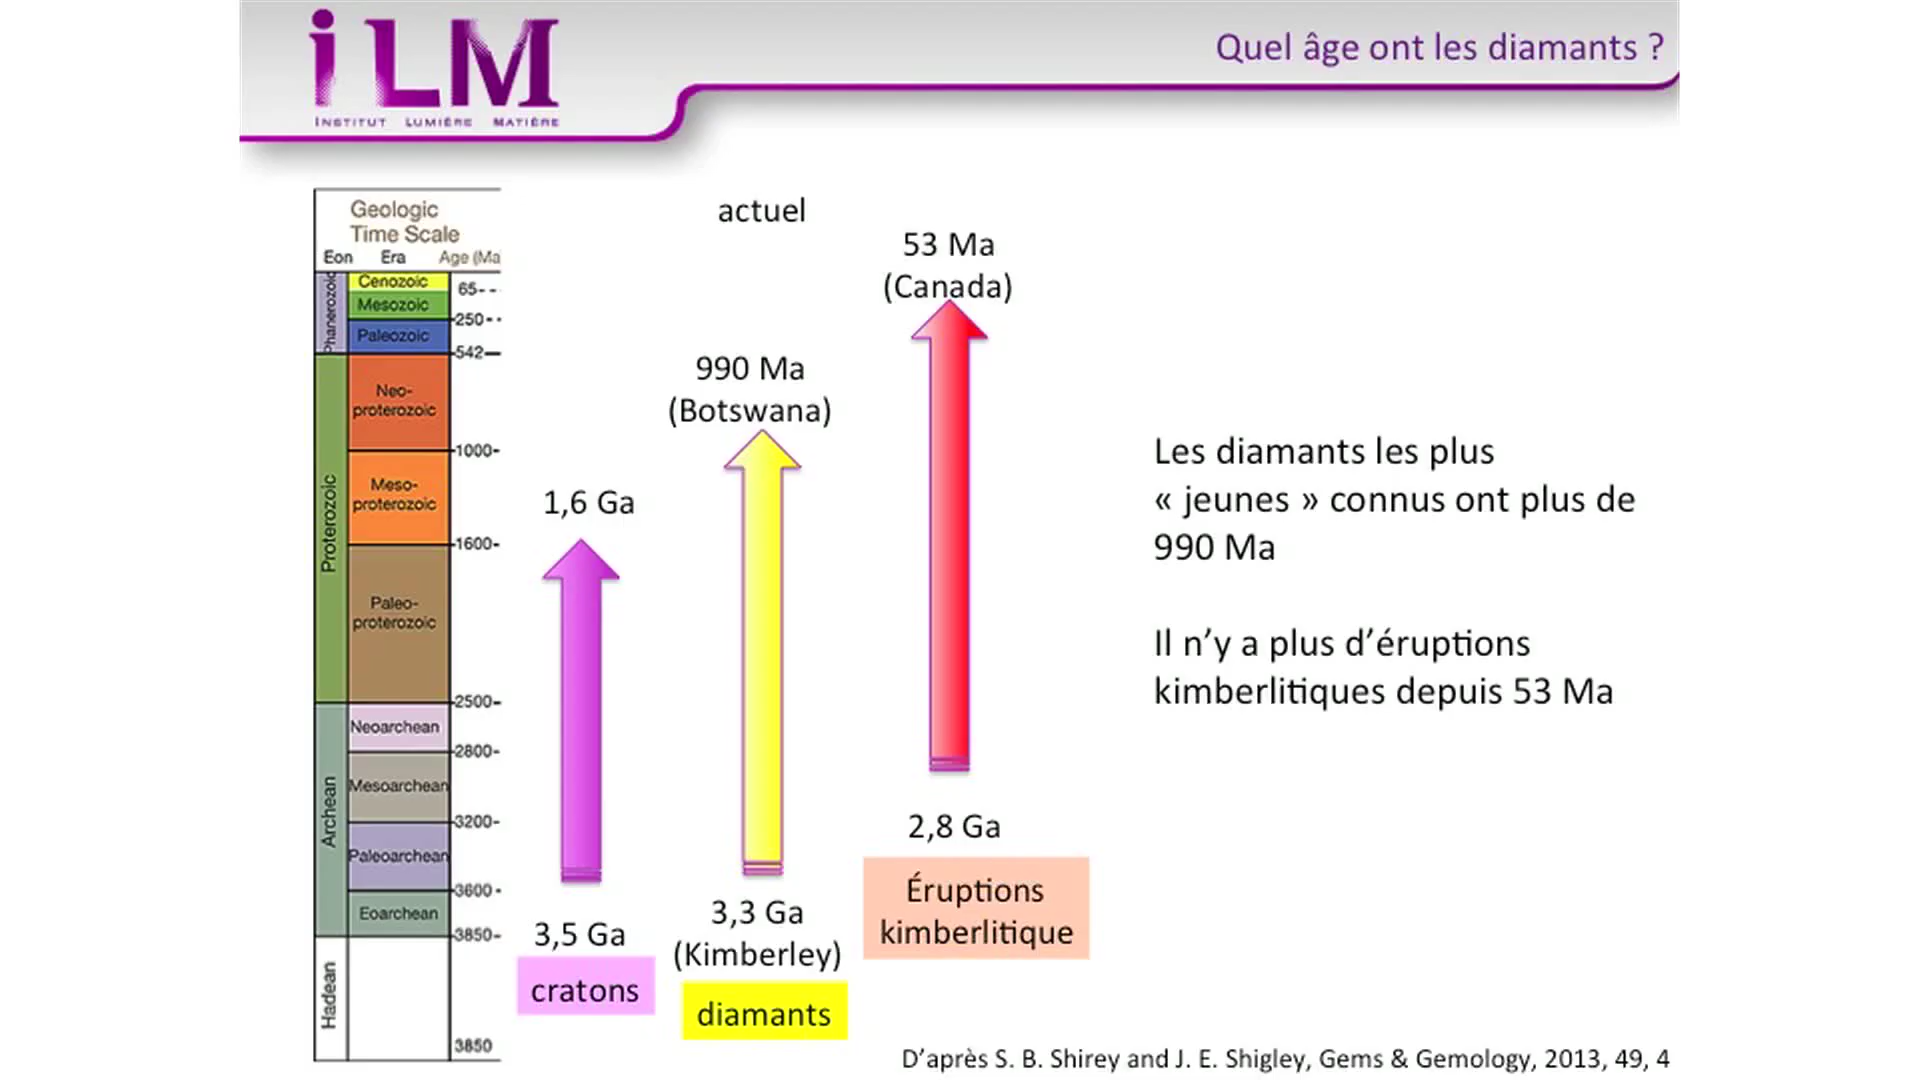 iLM
INSTITUT LUMIÈRE MATIÈRE
Quel âge ont les diamants ?
Geologic
Time Scale
Eon Era Age (Ma
Phanerozoic
Cenozoic
65
Mesozoic
250
Paleozoic
542
Proterozoic
Neo-
proterozoic
1000
Meso-
proterozoic
1600
Paleo-
proterozoic
2500
Archean
Neoarchean
2800
Mesoarchean
3200
Paleoarchean
3600
Eoarchean
3850
Hadean
3850
actuel
1,6 Ga
3,5 Ga
cratons
990 Ma
(Botswana)
3,3 Ga
(Kimberley)
diamants
53 Ma
(Canada)
2,8 Ga
Éruptions
kimberlitique
Les diamants les plus
« jeunes » connus ont plus de
990 Ma
Il n’y a plus d’éruptions
kimberlitiques depuis 53 Ma
D’après S. B. Shirey and J. E. Shigley, Gems & Gemology, 2013, 49, 4